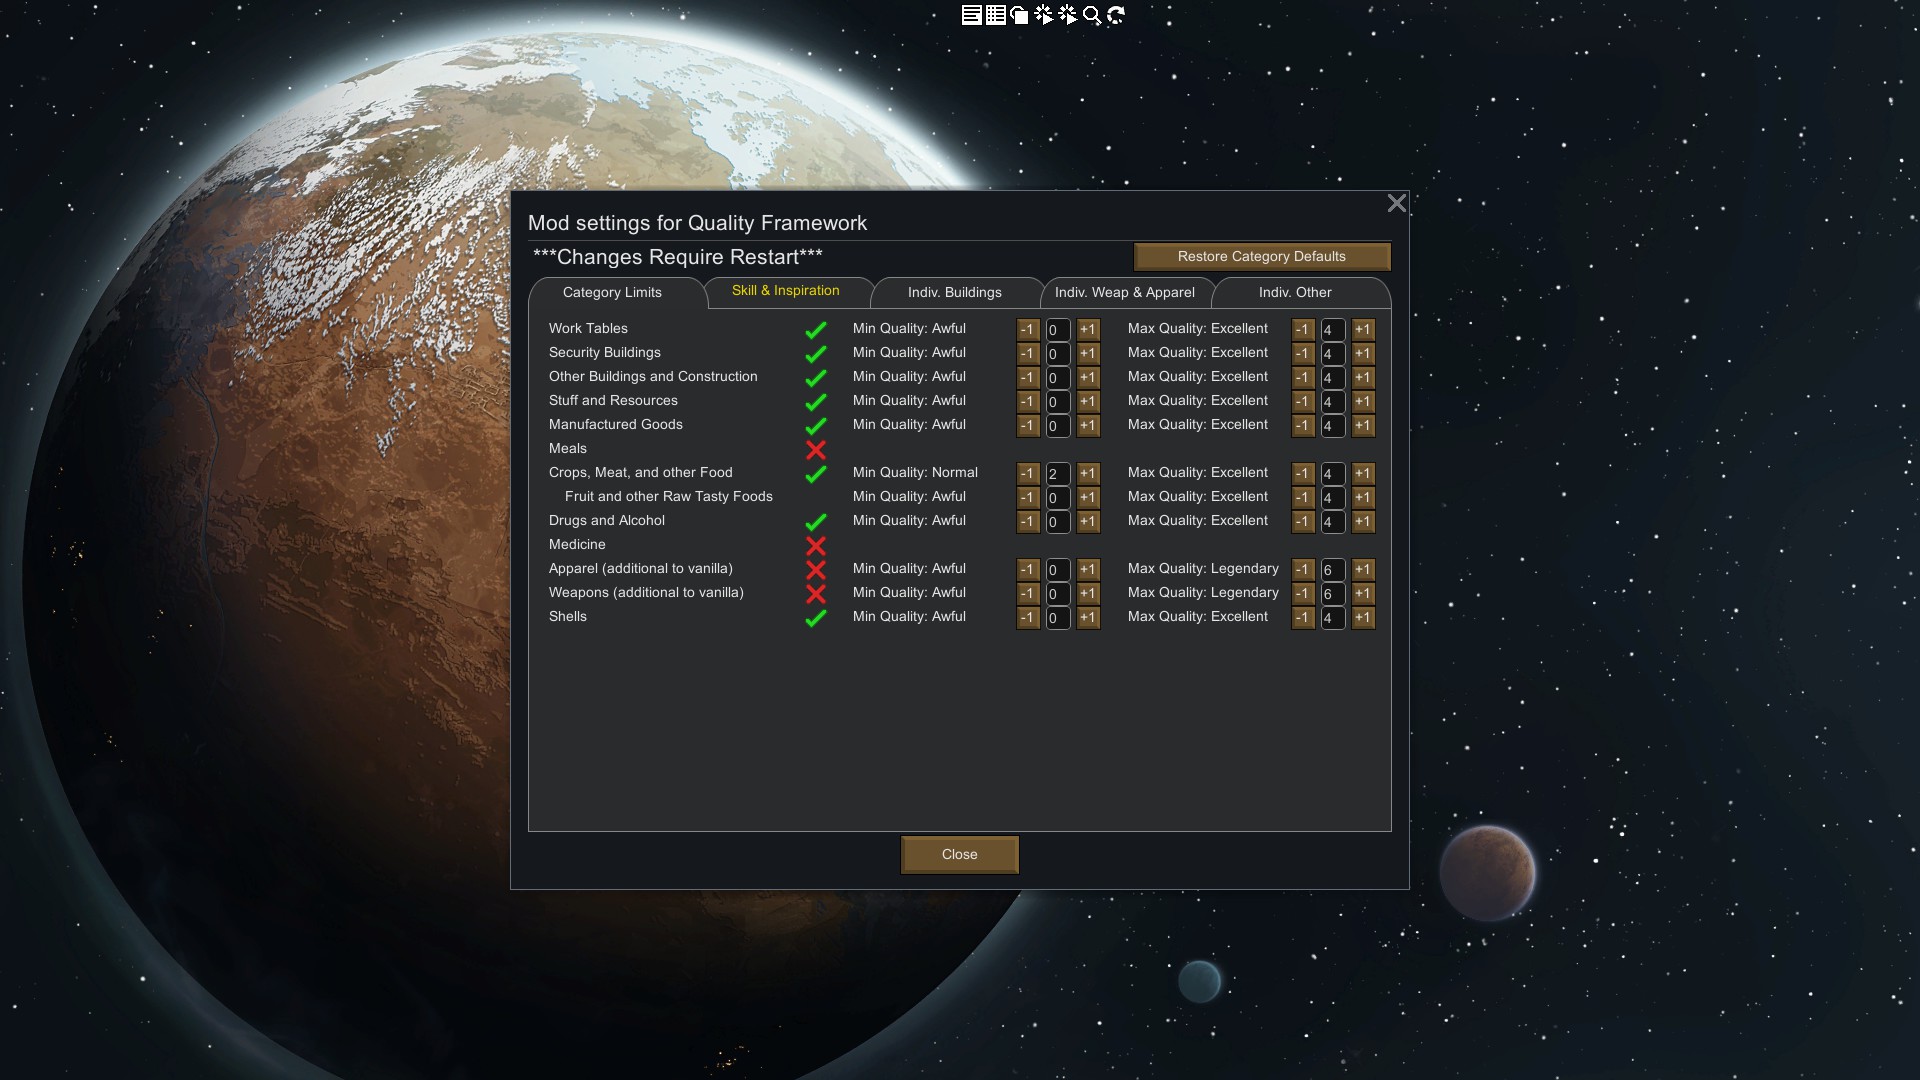 Mod settings for Quality Framework
***Changes Require Restart*** Restore Category Defaults
Category Limits Skill & Inspiration Indiv. Buildings Indiv. Weap & Apparel Indiv. Other
Work Tables Min Quality: Awful -1 0 +1 Max Quality: Excellent -1 4 +1
Security Buildings Min Quality: Awful -1 0 +1 Max Quality: Excellent -1 4 +1
Other Buildings and Construction Min Quality: Awful -1 0 +1 Max Quality: Excellent -1 4 +1
Stuff and Resources Min Quality: Awful -1 0 +1 Max Quality: Excellent -1 4 +1
Manufactured Goods Min Quality: Awful -1 0 +1 Max Quality: Excellent -1 4 +1
Meals
Crops, Meat, and other Food Min Quality: Normal -1 2 +1 Max Quality: Excellent -1 4 +1
Fruit and other Raw Tasty Foods Min Quality: Awful -1 0 +1 Max Quality: Excellent -1 4 +1
Drugs and Alcohol Min Quality: Awful -1 0 +1 Max Quality: Excellent -1 4 +1
Medicine
Apparel (additional to vanilla) Min Quality: Awful -1 0 +1 Max Quality: Legendary -1 6 +1
Weapons (additional to vanilla) Min Quality: Awful -1 0 +1 Max Quality: Legendary -1 6 +1
Shells Min Quality: Awful -1 0 +1 Max Quality: Excellent -1 4 +1
Close